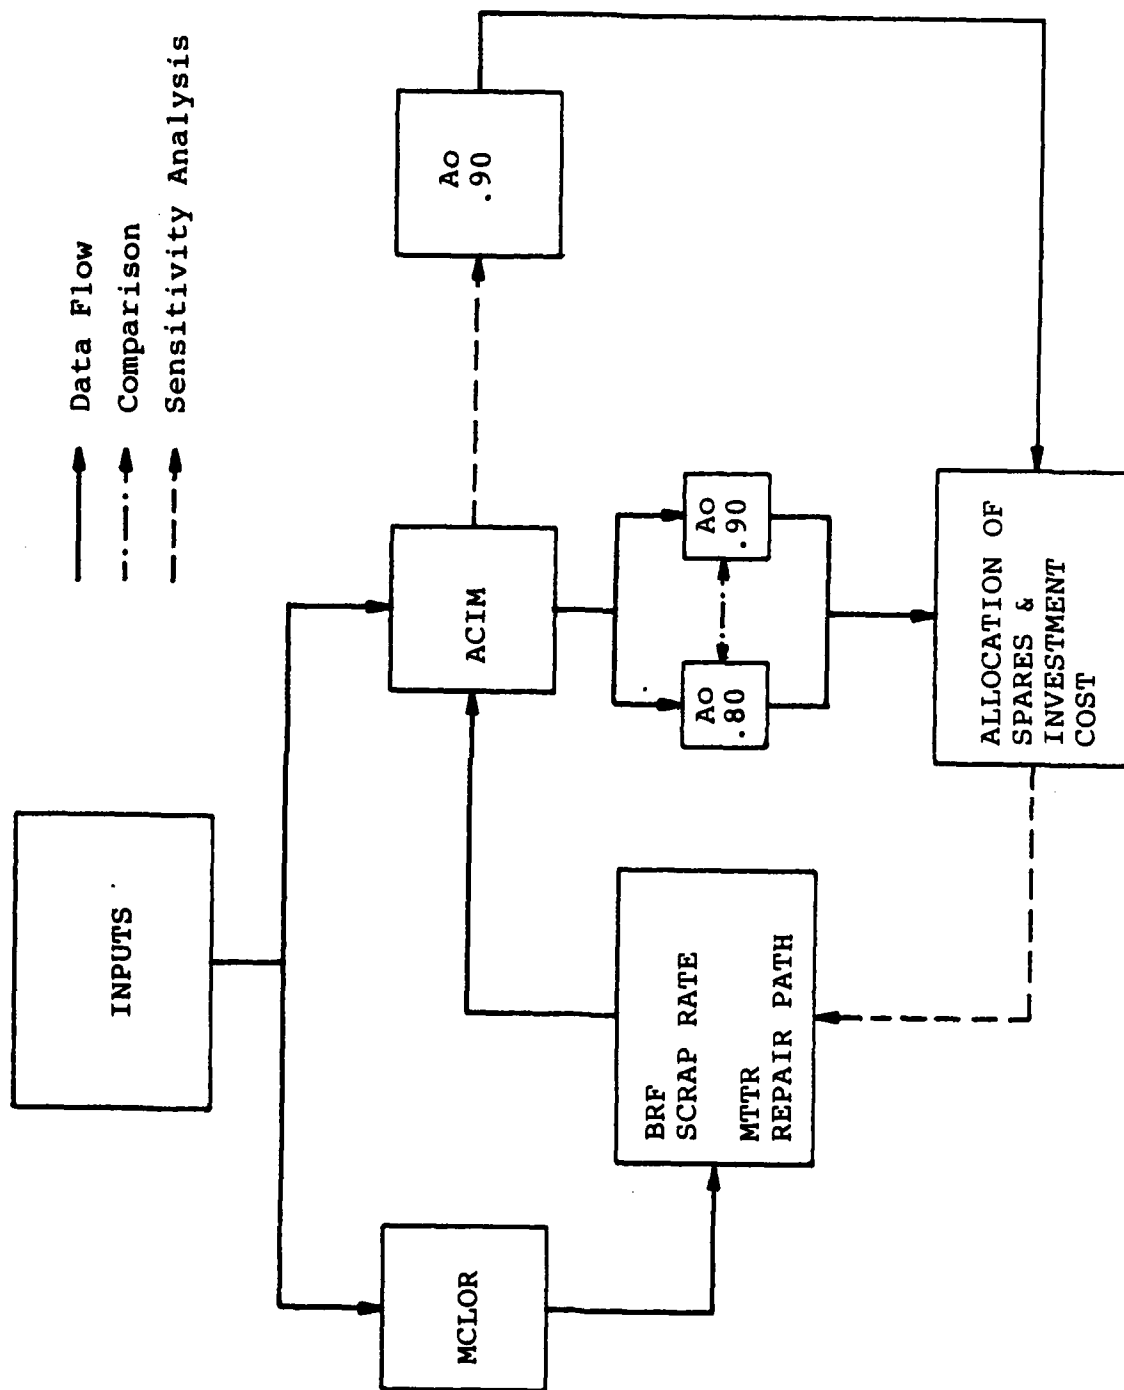 Data Flow
Comparison
Sensitivity Analysis
INPUTS
MCLOR
ACIM
Ao
.90
BRF
SCRAP RATE
MTTR
REPAIR PATH
Ao
.80
Ao
.90
ALLOCATION OF
SPARES &
INVESTMENT
COST